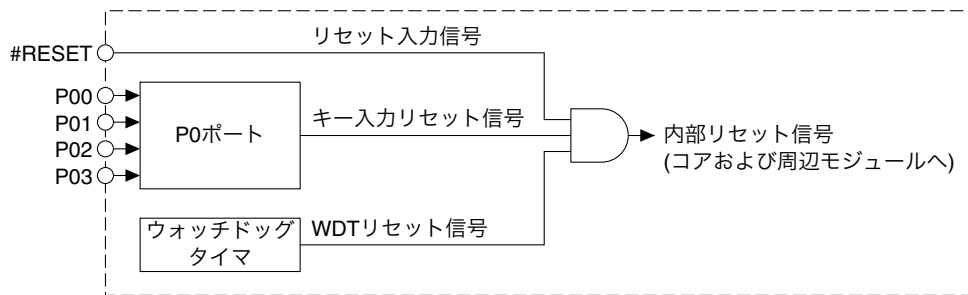 リセット入力信号
#RESET
P00
P01
P02
P03
P0ポート
キー入力リセット信号
内部リセット信号
(コアおよび周辺モジュールへ)
ウォッチドッグ
タイマ
WDTリセット信号